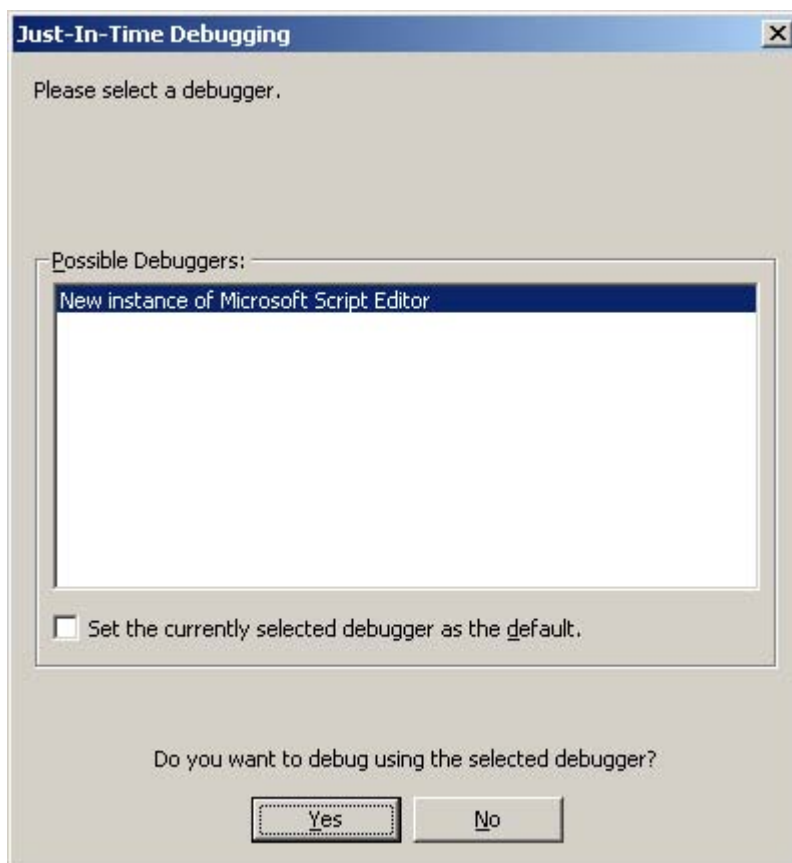 Just-In-Time Debugging
Please select a debugger.
Possible Debuggers:
New instance of Microsoft Script Editor
Set the currently selected debugger as the default.
Do you want to debug using the selected debugger?
Yes No